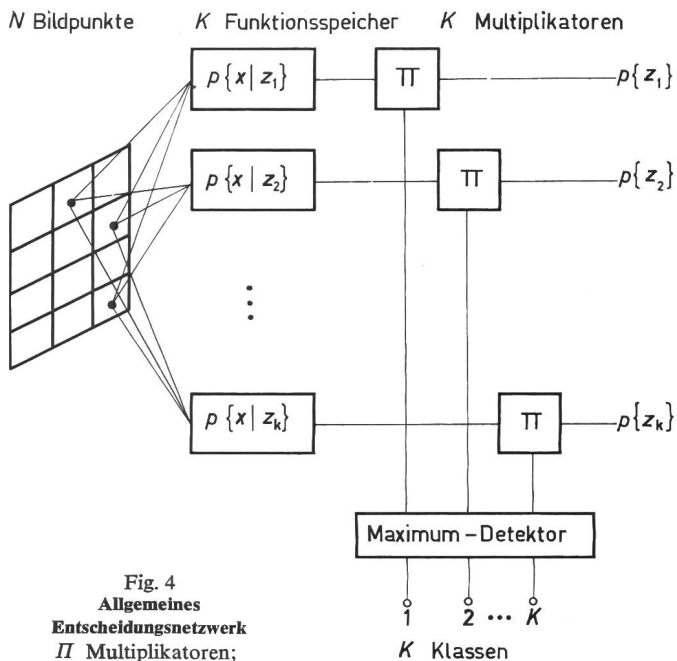 N Bildpunkte K Funktionsspeicher K Multiplikatoren
p{x|z₁} Π p{z₁}
p{x|z₂} Π p{z₂}
⋮
p{x|zₖ} Π p{zₖ}
Maximum-Detektor
1 2 ••• K
K Klassen
Fig. 4
Allgemeines
Entscheidungsnetzwerk
Π Multiplikatoren;